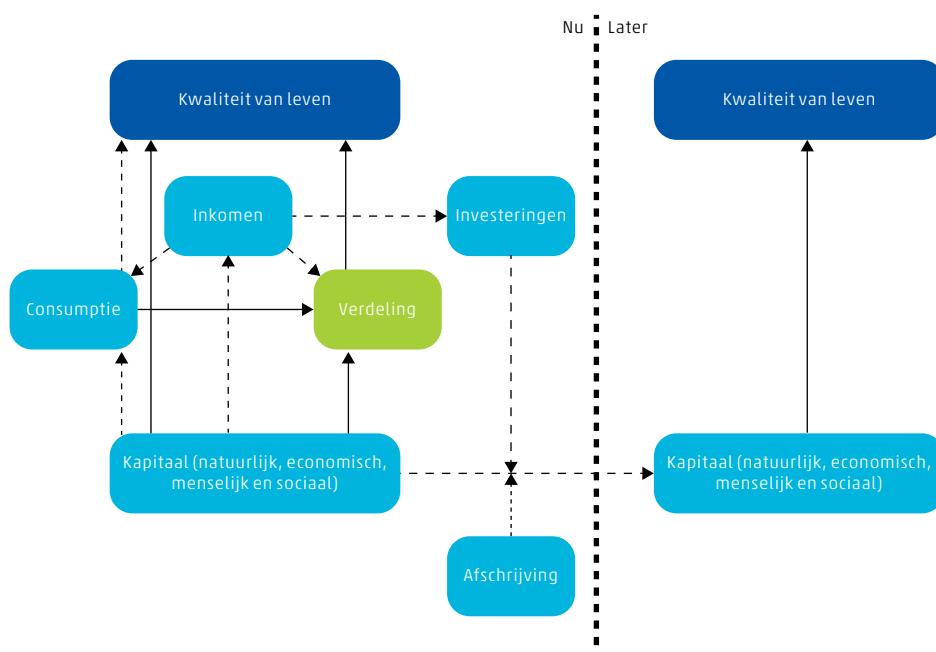 Nu
Later
Kwaliteit van leven
Kwaliteit van leven
Inkomen
Investeringen
Consumptie
Verdeling
Kapitaal (natuurlijk, economisch,
menselijk en sociaal)
Kapitaal (natuurlijk, economisch,
menselijk en sociaal)
Afschrijving